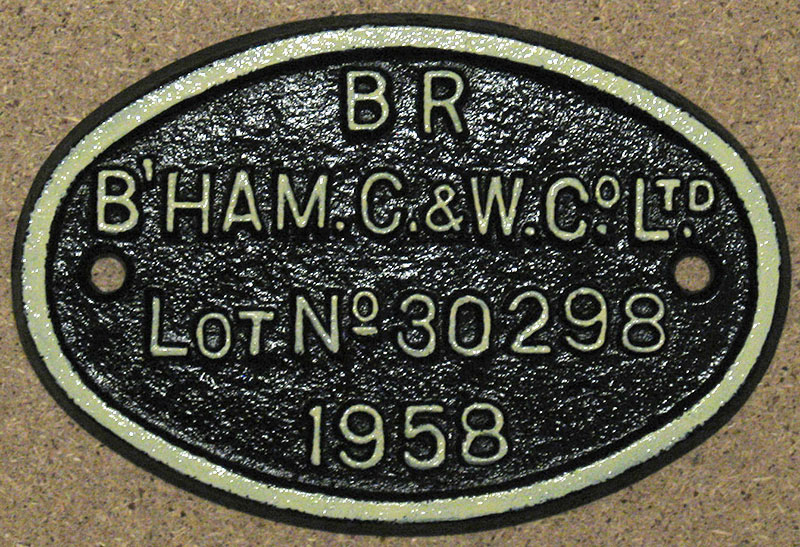 BR
B'HAM. C. & W. Cº. LTD.
LOT Nº 30298
1958